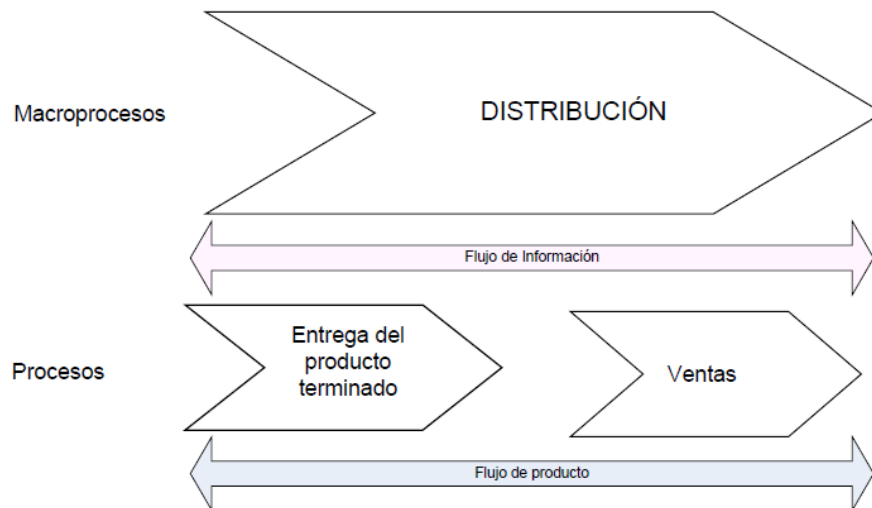 Macroprocesos
DISTRIBUCIÓN
Flujo de Información
Procesos
Entrega del
producto
terminado
Ventas
Flujo de producto